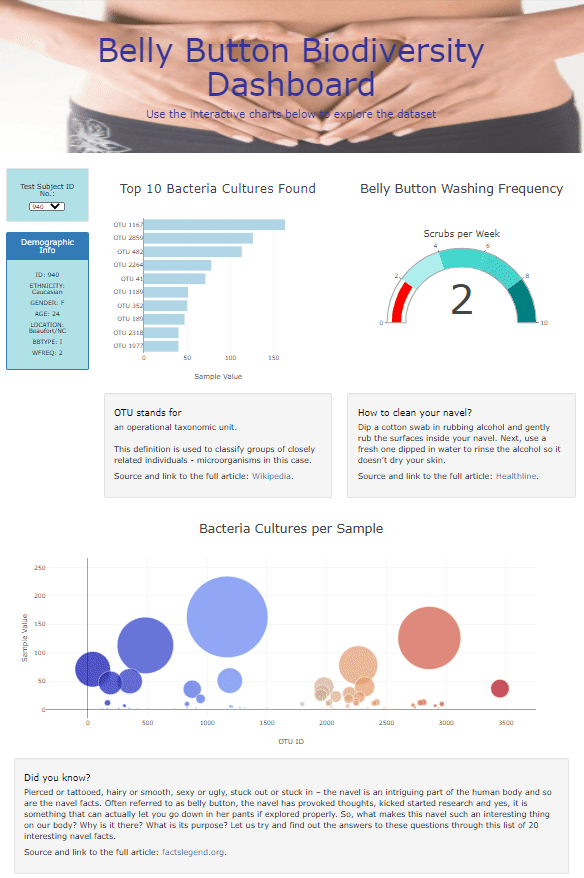 Belly Button Biodiversity
Dashboard
Use the interactive charts below to explore the dataset
Test Subject ID
No.:
940
Demographic
Info
ID: 940
ETHNICITY:
Caucasian
GENDER: F
AGE: 24
LOCATION:
Beaufort/NC
BBTYPE: I
WFREQ: 2
Top 10 Bacteria Cultures Found
OTU 1167
OTU 2859
OTU 482
OTU 2264
OTU 41
OTU 1189
OTU 352
OTU 189
OTU 2318
OTU 1977
0 50 100 150
Sample Value
Belly Button Washing Frequency
Scrubs per Week
0 2 4 6 8 10
2
OTU stands for
an operational taxonomic unit.
This definition is used to classify groups of closely
related individuals - microorganisms in this case.
Source and link to the full article: Wikipedia.
How to clean your navel?
Dip a cotton swab in rubbing alcohol and gently
rub the surfaces inside your navel. Next, use a
fresh one dipped in water to rinse the alcohol so it
doesn't dry your skin.
Source and link to the full article: Healthline.
Bacteria Cultures per Sample
250
200
150
100
50
0
Sample Value
0 500 1000 1500 2000 2500 3000 3500
OTU ID
Did you know?
Pierced or tattooed, hairy or smooth, sexy or ugly, stuck out or stuck in – the navel is an intriguing part of the human body and so
are the navel facts. Often referred to as belly button, the navel has provoked thoughts, kicked started research and yes, it is
something that can actually let you go down in her pants if explored properly. So, what makes this navel such an interesting thing
on our body? Why is it there? What is its purpose? Let us try and find out the answers to these questions through this list of 20
interesting navel facts.
Source and link to the full article: factslegend.org.